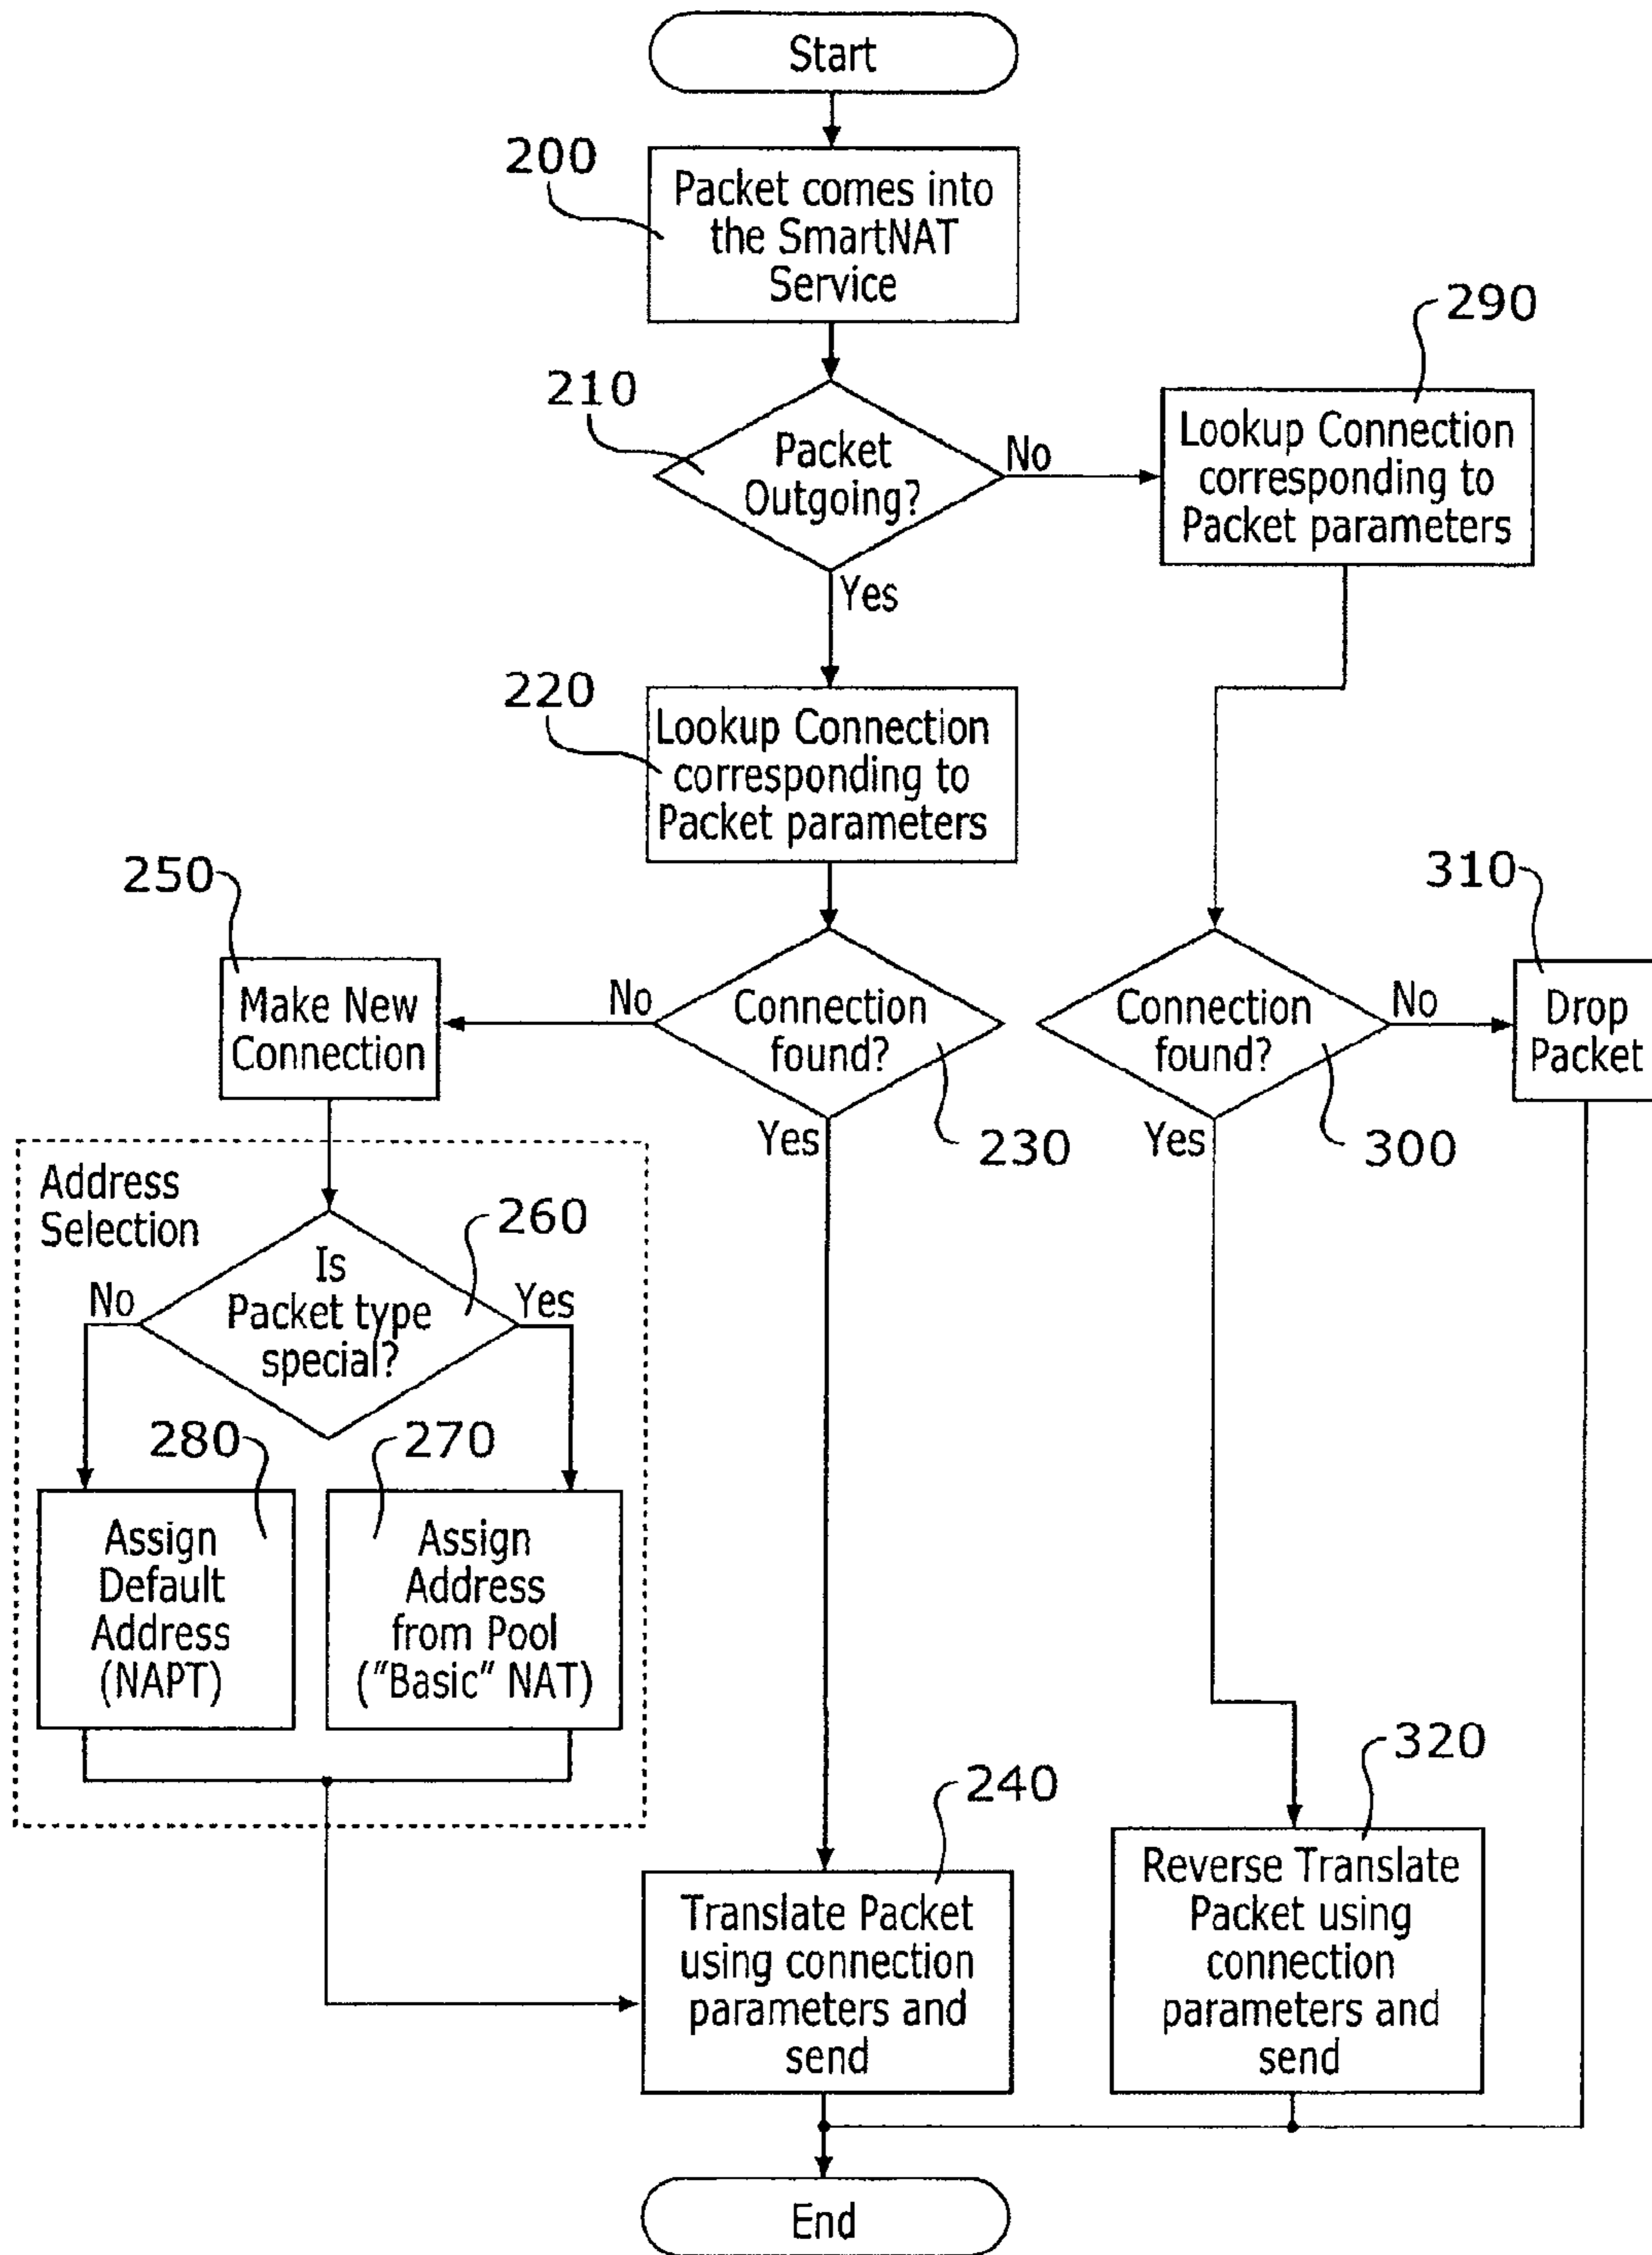 Start
200
Packet comes into
the SmartNAT
Service
290
210
Packet
Outgoing?
No
Lookup Connection
corresponding to
Packet parameters
Yes
220
Lookup Connection
corresponding to
Packet parameters
250
310
Make New
Connection
No
Connection
found?
230
Yes
Connection
found?
300
No
Yes
Drop
Packet
Address
Selection
260
Is
Packet type
special?
No
Yes
280
270
Assign
Default
Address
(NAPT)
Assign
Address
from Pool
("Basic" NAT)
240
320
Translate Packet
using connection
parameters and
send
Reverse Translate
Packet using
connection
parameters and
send
End